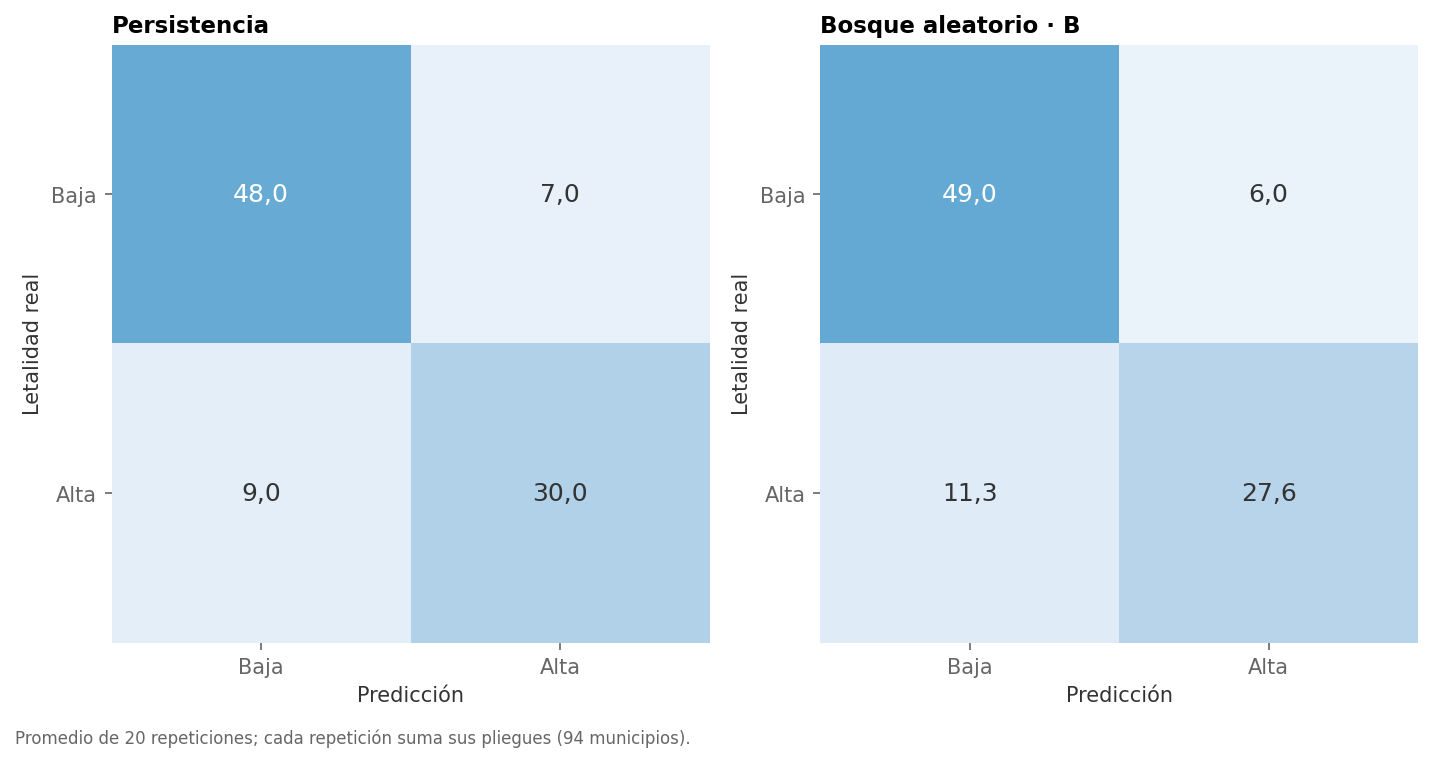 Persistencia
Baja
48,0
7,0
Alta
9,0
30,0
Letalidad real
Baja
Alta
Predicción
Bosque aleatorio · B
Baja
49,0
6,0
Alta
11,3
27,6
Letalidad real
Baja
Alta
Predicción
Promedio de 20 repeticiones; cada repetición suma sus pliegues (94 municipios).